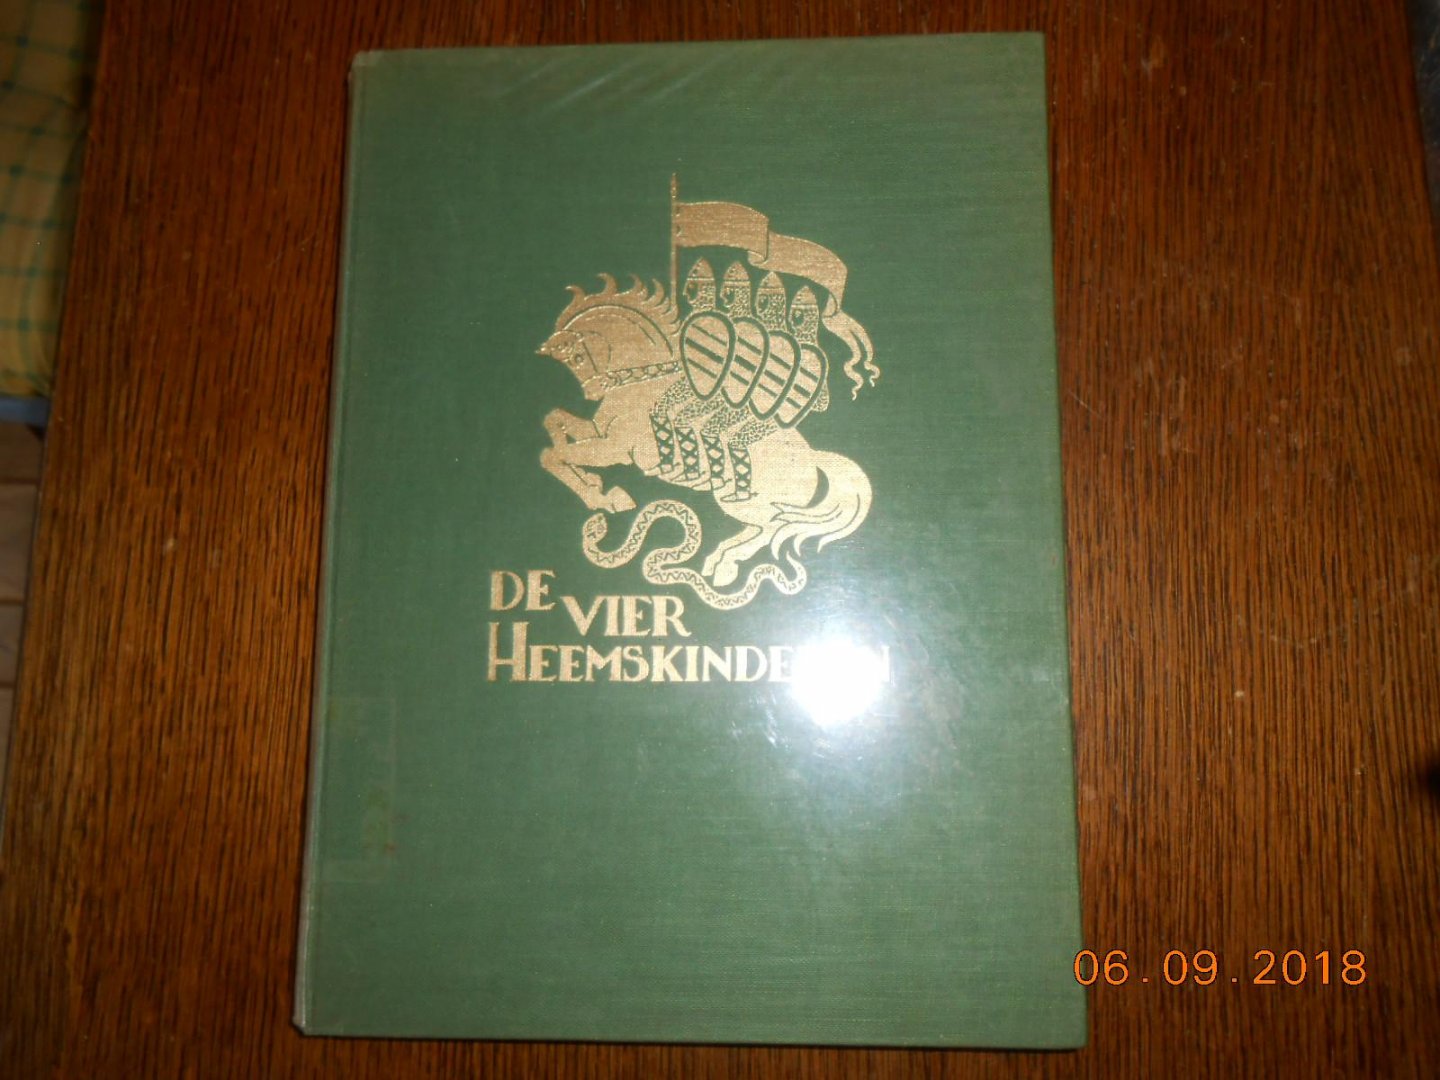 DE
VIER
HEEMSKINDEREN
06.09.2018